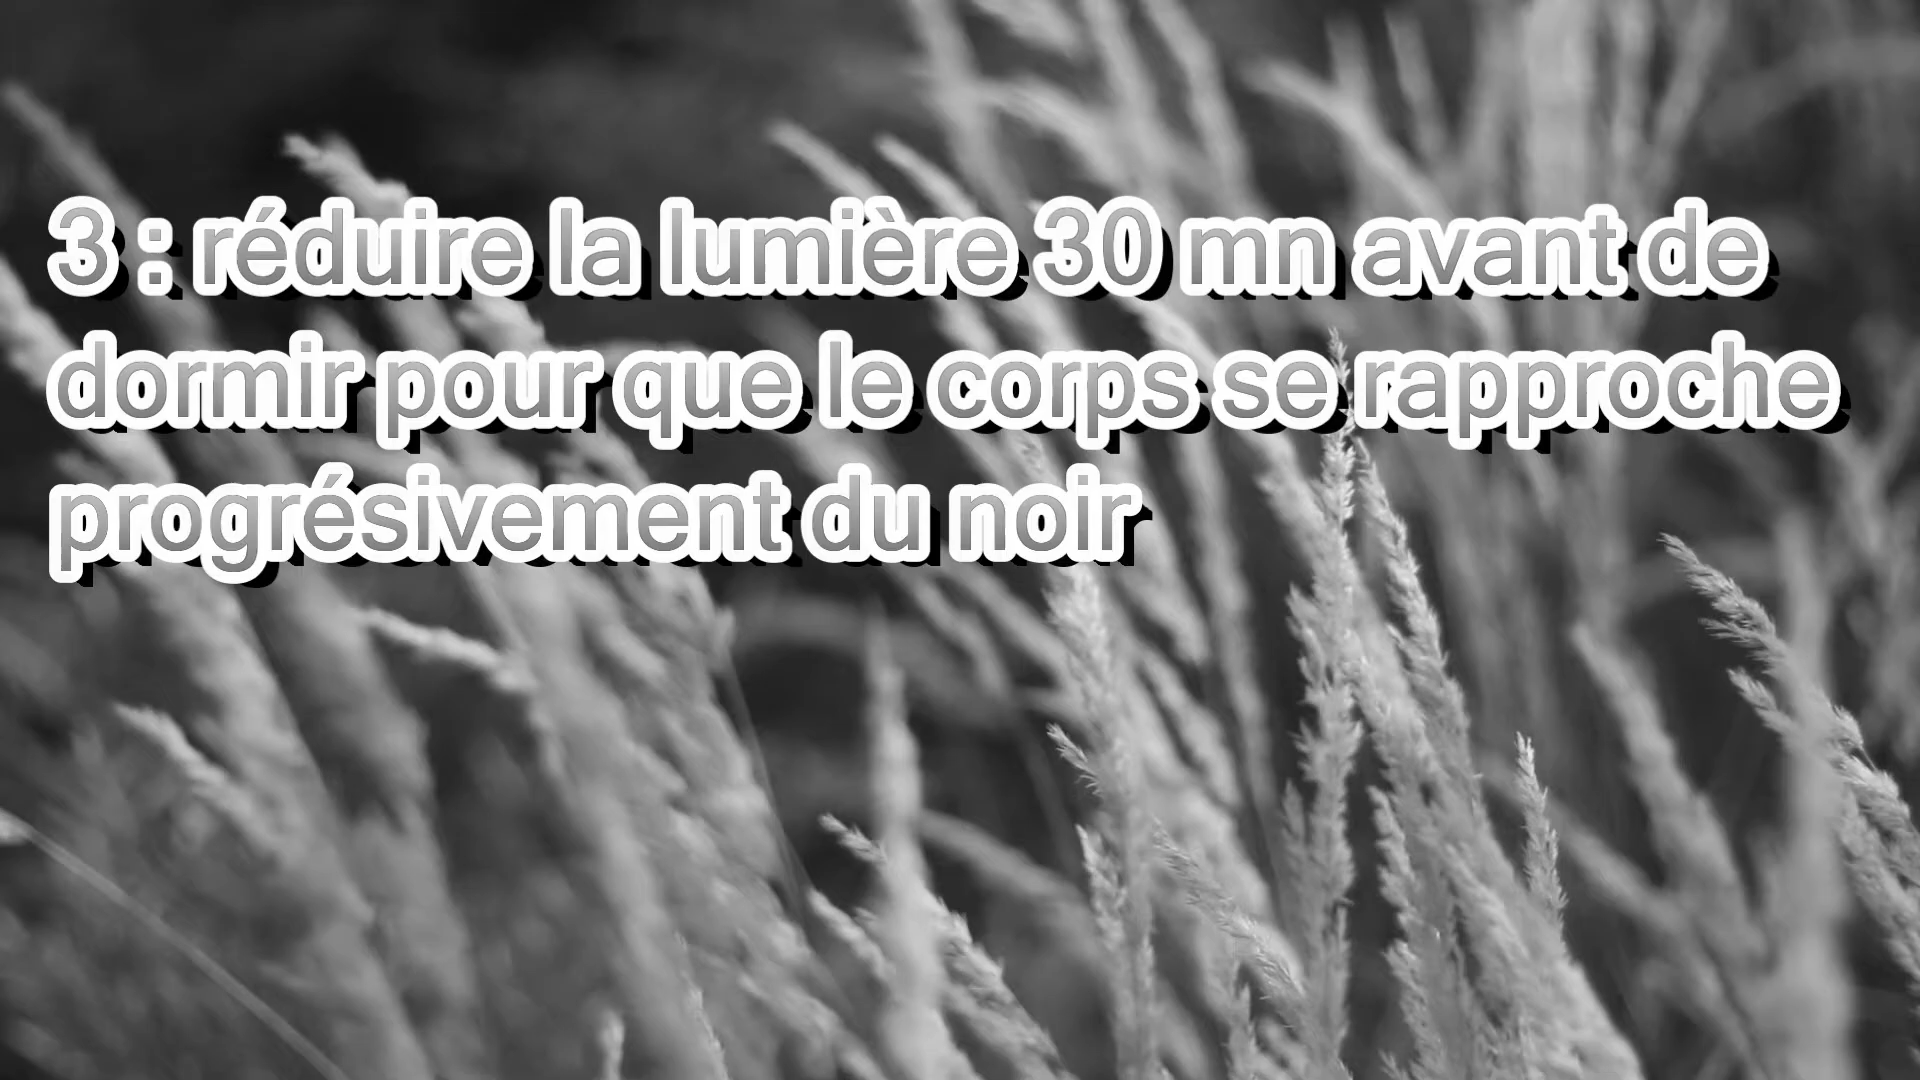 3 : réduire la lumière 30 mn avant de
dormir pour que le corps se rapproche
progrésivement du noir